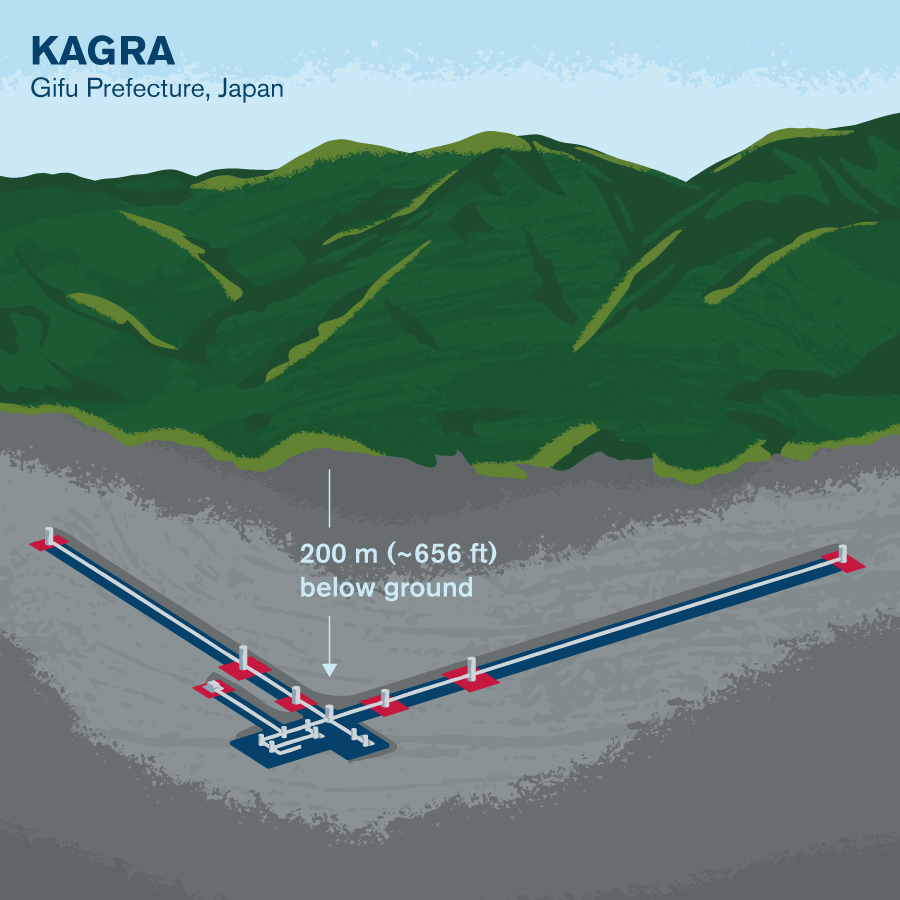 KAGRA
Gifu Prefecture, Japan
200 m (~656 ft)
below ground